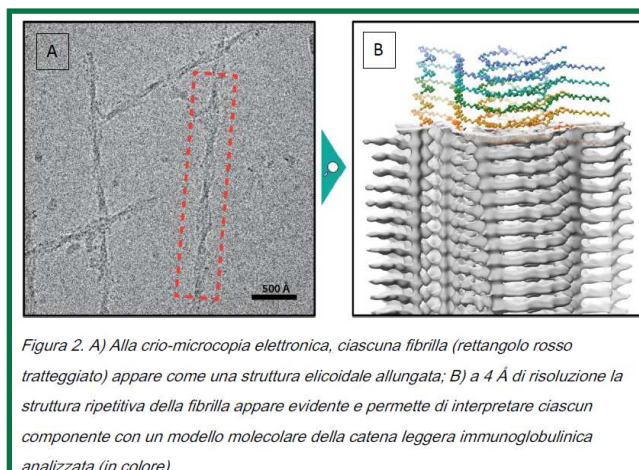 A
B
500 Å
Figura 2. A) Alla crio-microcopia elettronica, ciascuna fibrilla (rettangolo rosso
tratteggiato) appare come una struttura elicoidale allungata; B) a 4 Å di risoluzione la
struttura ripetitiva della fibrilla appare evidente e permette di interpretare ciascun
componente con un modello molecolare della catena leggera immunoglobulinica
analizzata (in colore)